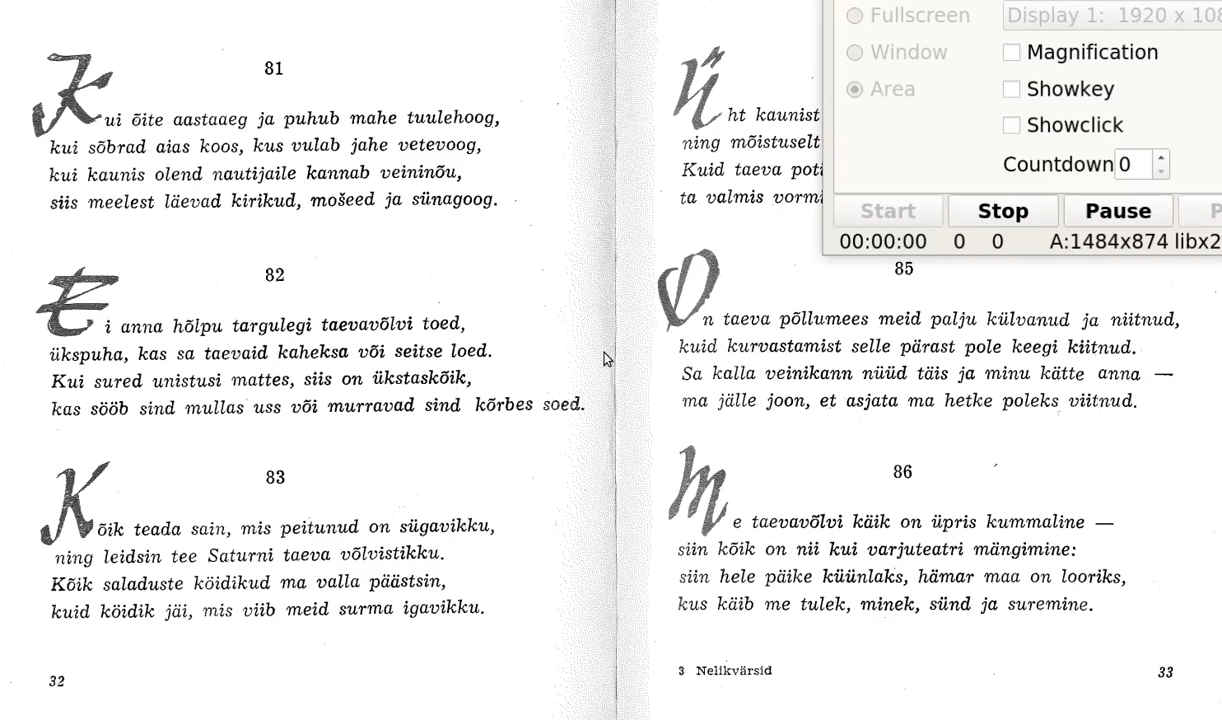 81
Kui õite aastaaeg ja puhub mahe tuulehoog,
kui sõbrad aias koos, kus vulab jahe vetevoog,
kui kaunis olend nautijaile kannab veininõu,
siis meelest läevad kirikud, mošeed ja sünagoog.
82
Ei anna hõlpu targulegi taevavõlvi toed,
ükspuha, kas sa taevaid kaheksa või seitse loed.
Kui sured unistusi mattes, siis on ükstaskõik,
kas sööb sind mullas uss või murravad sind kõrbes soed.
83
Kõik teada sain, mis peitunud on sügavikku,
ning leidsin tee Saturni taeva võlvistikku.
Kõik saladuste köidikud ma valla päästsin,
kuid köidik jäi, mis viib meid surma igavikku.
32
Üht kaunist
ning mõistuselt
Kuid taeva
ta valmis
85
On taeva põllumees meid palju külvanud ja niitnud,
kuid kurvastamist selle pärast pole keegi kiitnud.
Sa kalla veinikann nüüd täis ja minu kätte anna —
ma jälle joon, et asjata ma hetke poleks viitnud.
86
Me taevavõlvi käik on üpris kummaline —
siin kõik on nii kui varjuteatri mängimine:
siin hele päike küünlaks, hämar maa on looriks,
kus käib me tulek, minek, sünd ja suremine.
3 Nelikvärsid
33
Fullscreen
Display 1: 1920 x 108
Window
Magnification
Area
Showkey
Showclick
Countdown 0
Start Stop Pause
00:00:00 0 0 A:1484x874 libx2